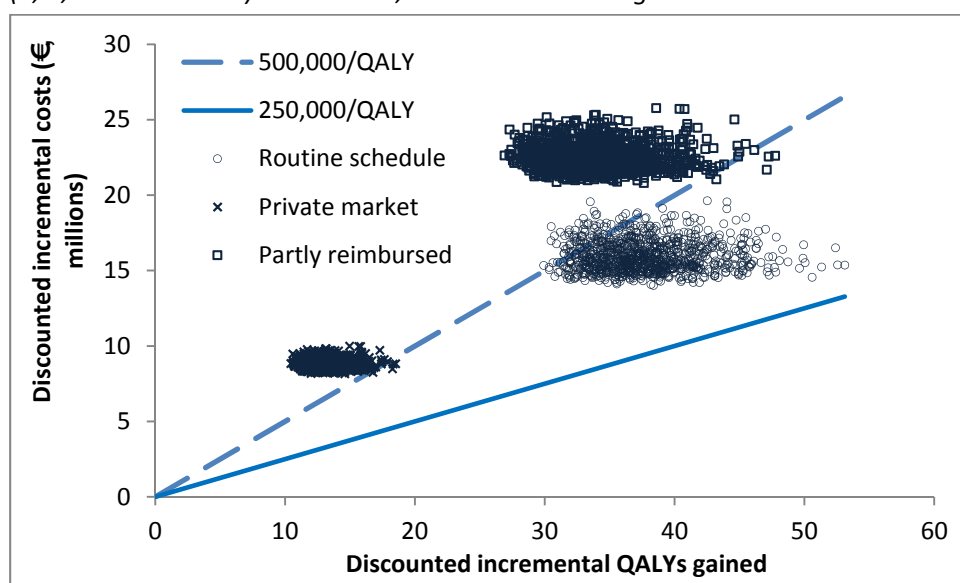 Discounted incremental costs (€,
millions)
30
25
20
15
10
5
0
500,000/QALY
250,000/QALY
Routine schedule
Private market
Partly reimbursed
0 10 20 30 40 50 60
Discounted incremental QALYs gained